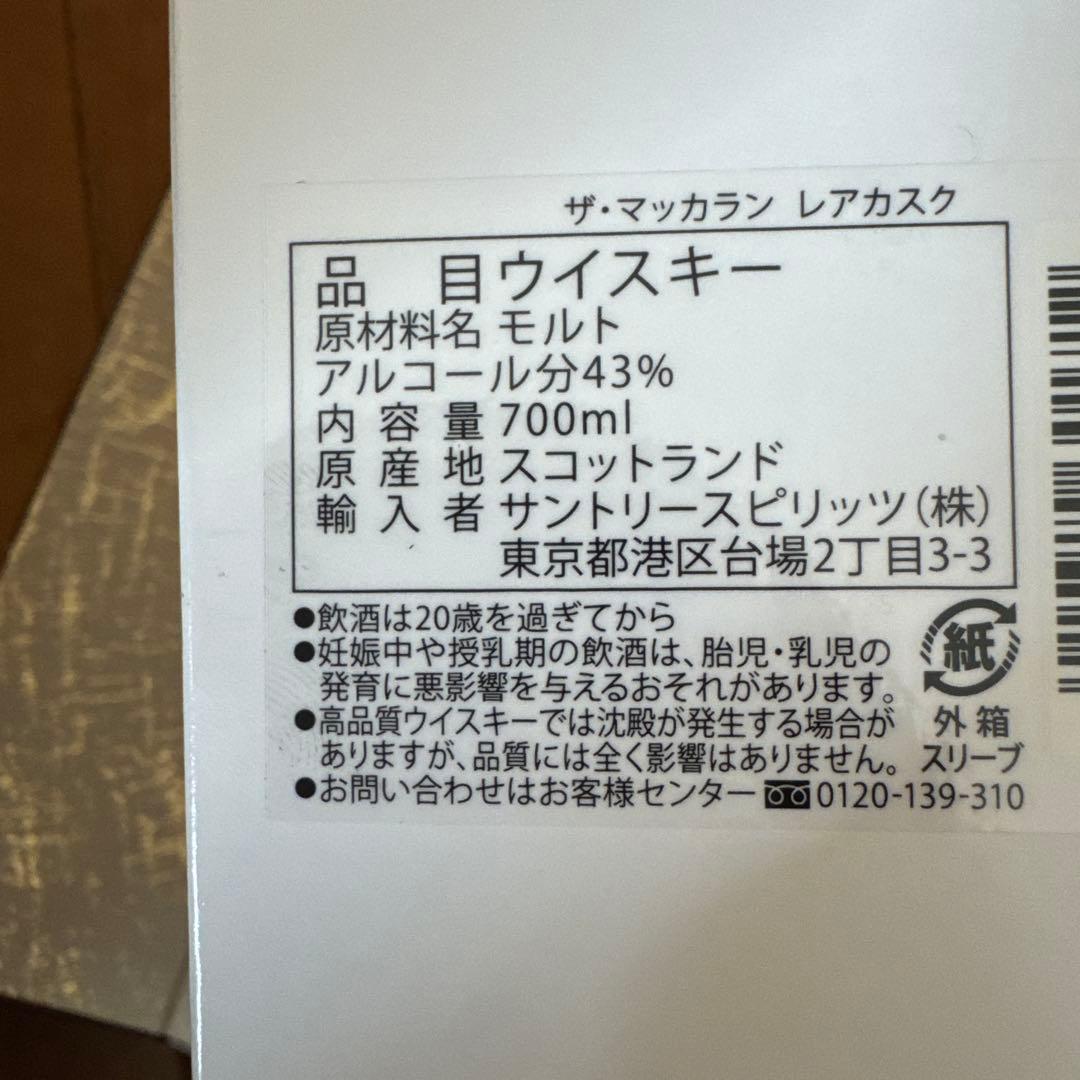 ザ・マッカラン レアカスク
品目 ウイスキー
原材料名 モルト
アルコール分43%
内容量 700ml
原産地 スコットランド
輸入者 サントリースピリッツ(株)
東京都港区台場2丁目3-3
●飲酒は20歳を過ぎてから
●妊娠中や授乳期の飲酒は、胎児・乳児の
発育に悪影響を与えるおそれがあります。
●高品質ウイスキーでは沈殿が発生する場合が
ありますが、品質には全く影響はありません。
●お問い合わせはお客様センター 0120-139-310
紙
外箱
スリーブ